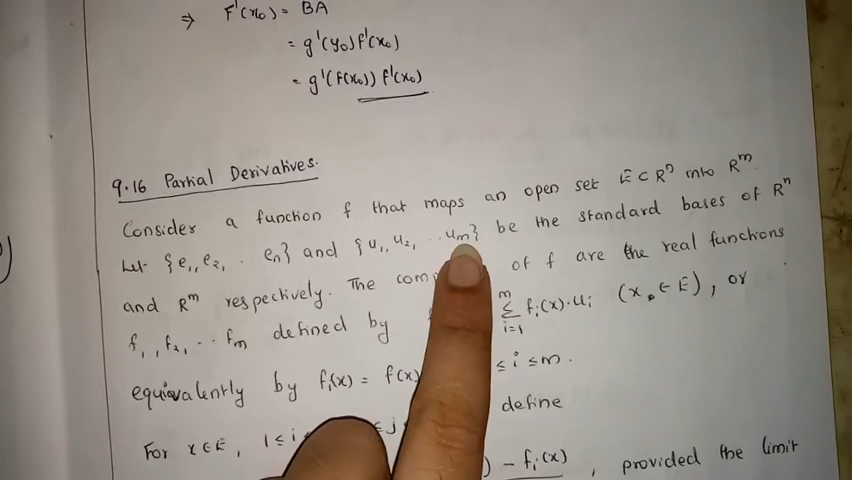 ⇒ F'(x₀) = BA
= g'(y₀) f'(x₀)
= g'(f(x₀)) f'(x₀)
9.16 Partial Derivatives.
Consider a function f that maps an open set E ⊂ Rⁿ into Rᵐ.
Let {e₁, e₂, .. eₙ} and {u₁, u₂, .. uₘ} be the standard bases of Rⁿ
and Rᵐ respectively. The of f are the real functions
f₁, f₂, .. fₘ defined by Σᵢ₌₁ᵐ fᵢ(x)·uᵢ (x ∈ E), or
equivalently by fᵢ(x) = f(x) ≤ i ≤ m.
For x ∈ E, 1 ≤ i ≤ j define
) - fᵢ(x) , provided the limit